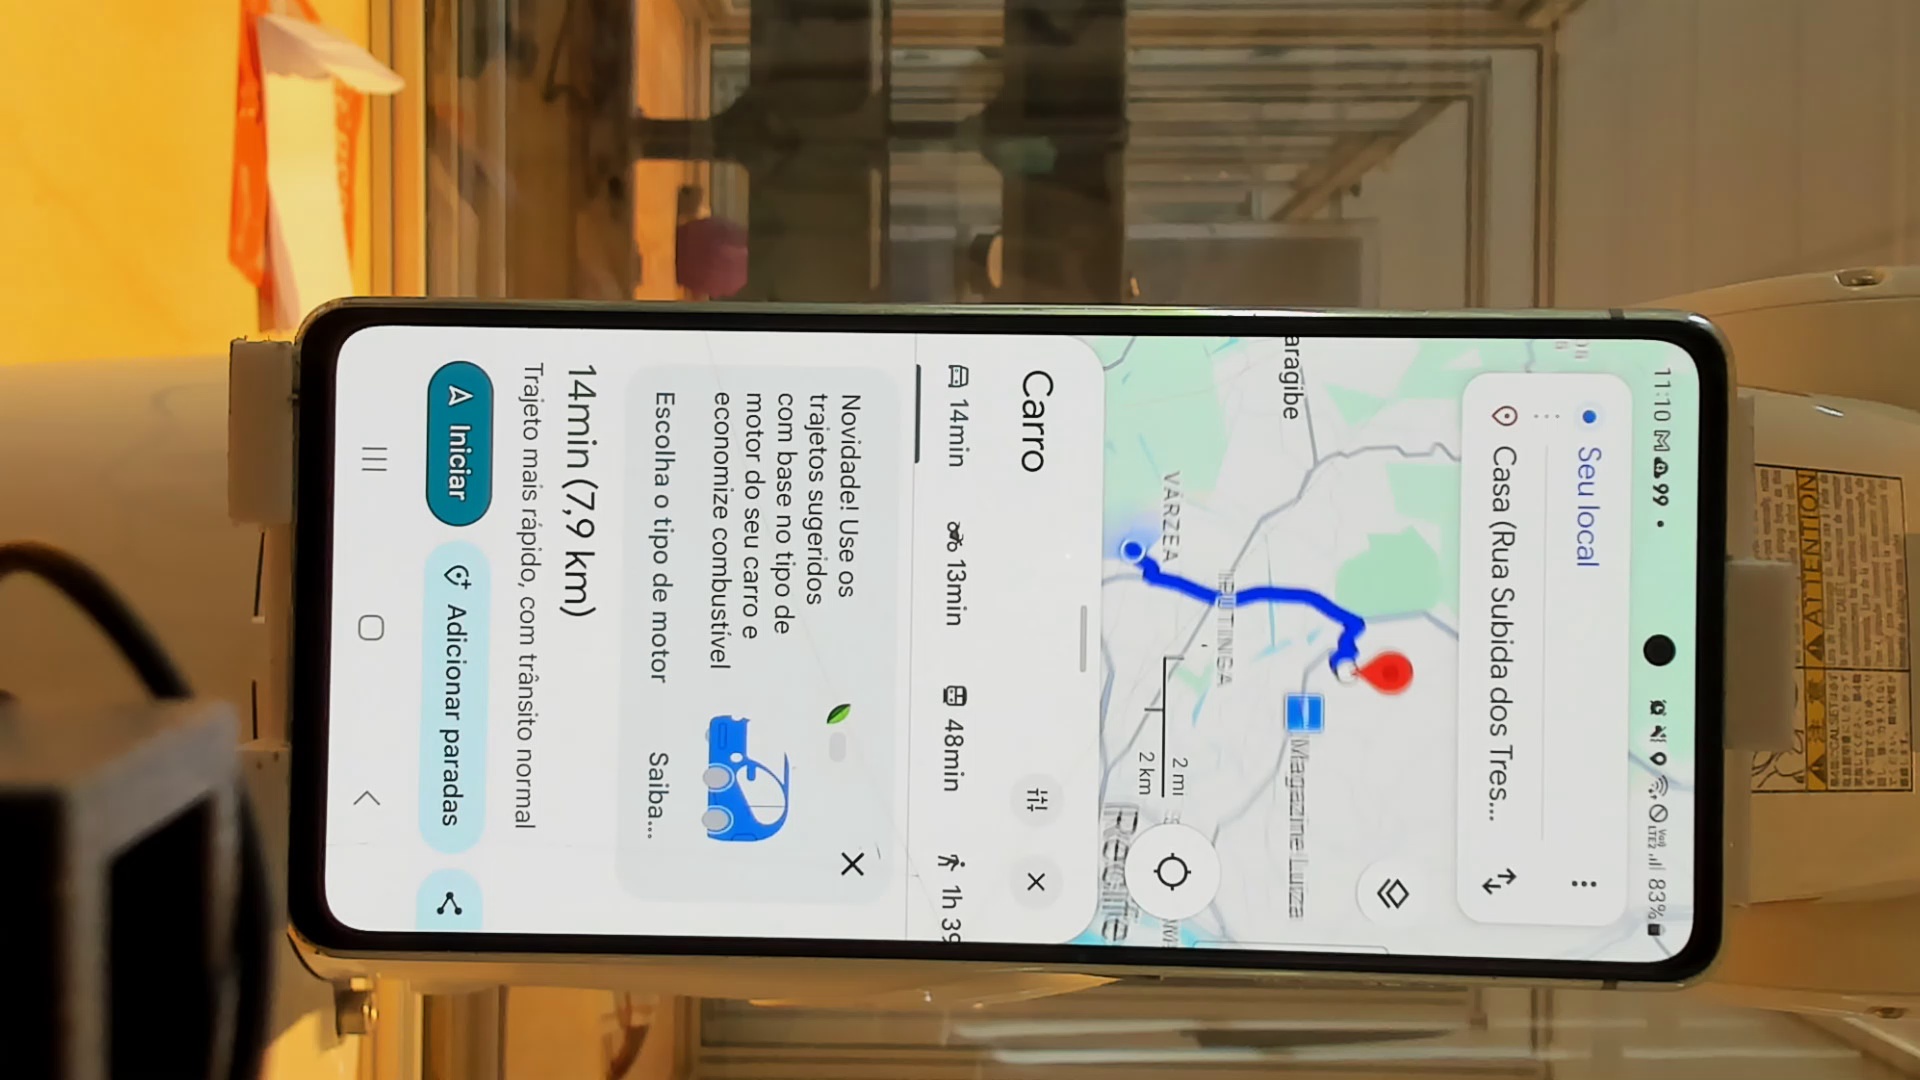 11:10 99 83%
Seu local
Casa (Rua Subida dos Tres...
aragibe
VÁRZEA
Magazine Luiza
2 mi
2 km
Recife
Carro
14min 13min 48min 1h 39
Novidade! Use os
trajetos sugeridos
com base no tipo de
motor do seu carro e
economize combustível
Escolha o tipo de motor Saiba...
14min (7,9 km)
Trajeto mais rápido, com trânsito normal
Iniciar Adicionar paradas